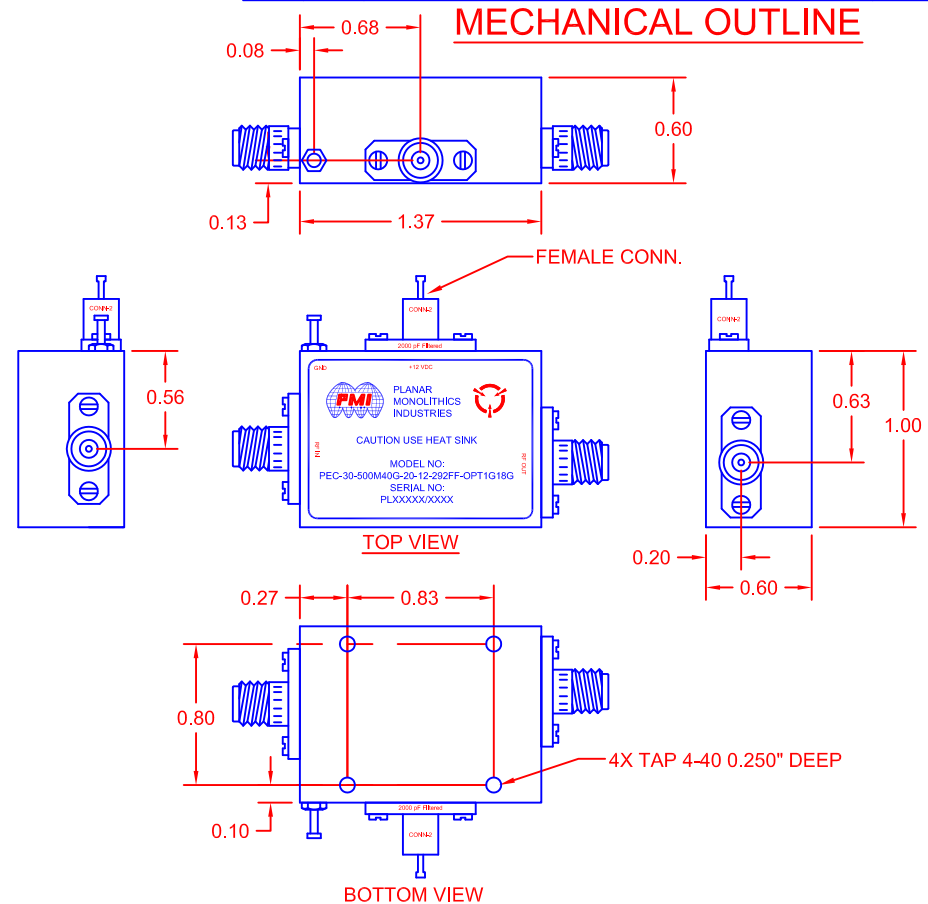 MECHANICAL OUTLINE
0.68
0.08
0.60
0.13
1.37
FEMALE CONN.
CONN-2
CONN-2
CONN-2
2000 pF Filtered
GND
+12 VDC
PMI
PLANAR
MONOLITHICS
INDUSTRIES
CAUTION USE HEAT SINK
RF IN
RF OUT
MODEL NO:
PEC-30-500M40G-20-12-292FF-OPT1G18G
SERIAL NO:
PLXXXXX/XXXX
0.56
0.63
1.00
TOP VIEW
0.20
0.60
0.27
0.83
0.80
4X TAP 4-40 0.250" DEEP
0.10
2000 pF Filtered
CONN-2
BOTTOM VIEW